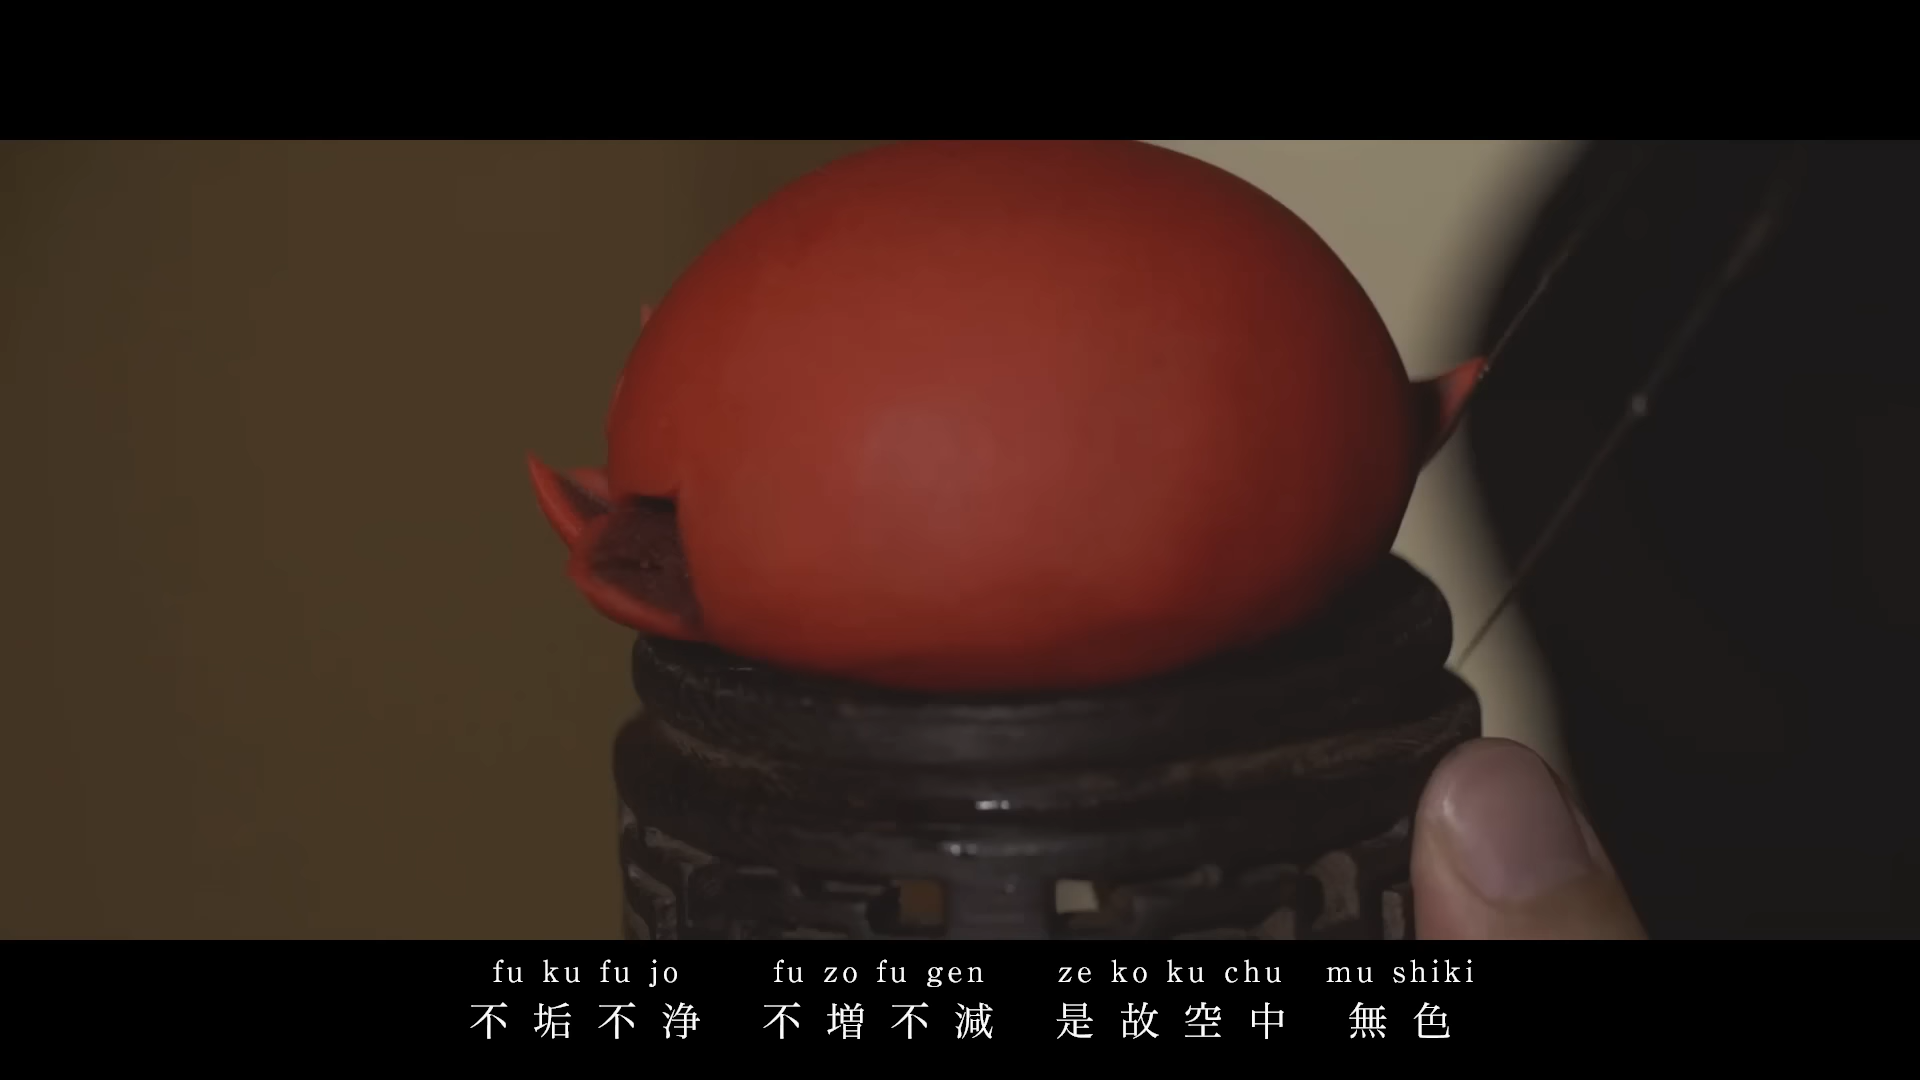 fu ku fu jo fu zo fu gen ze ko ku chu mu shiki
不垢不浄 不増不減 是故空中 無色